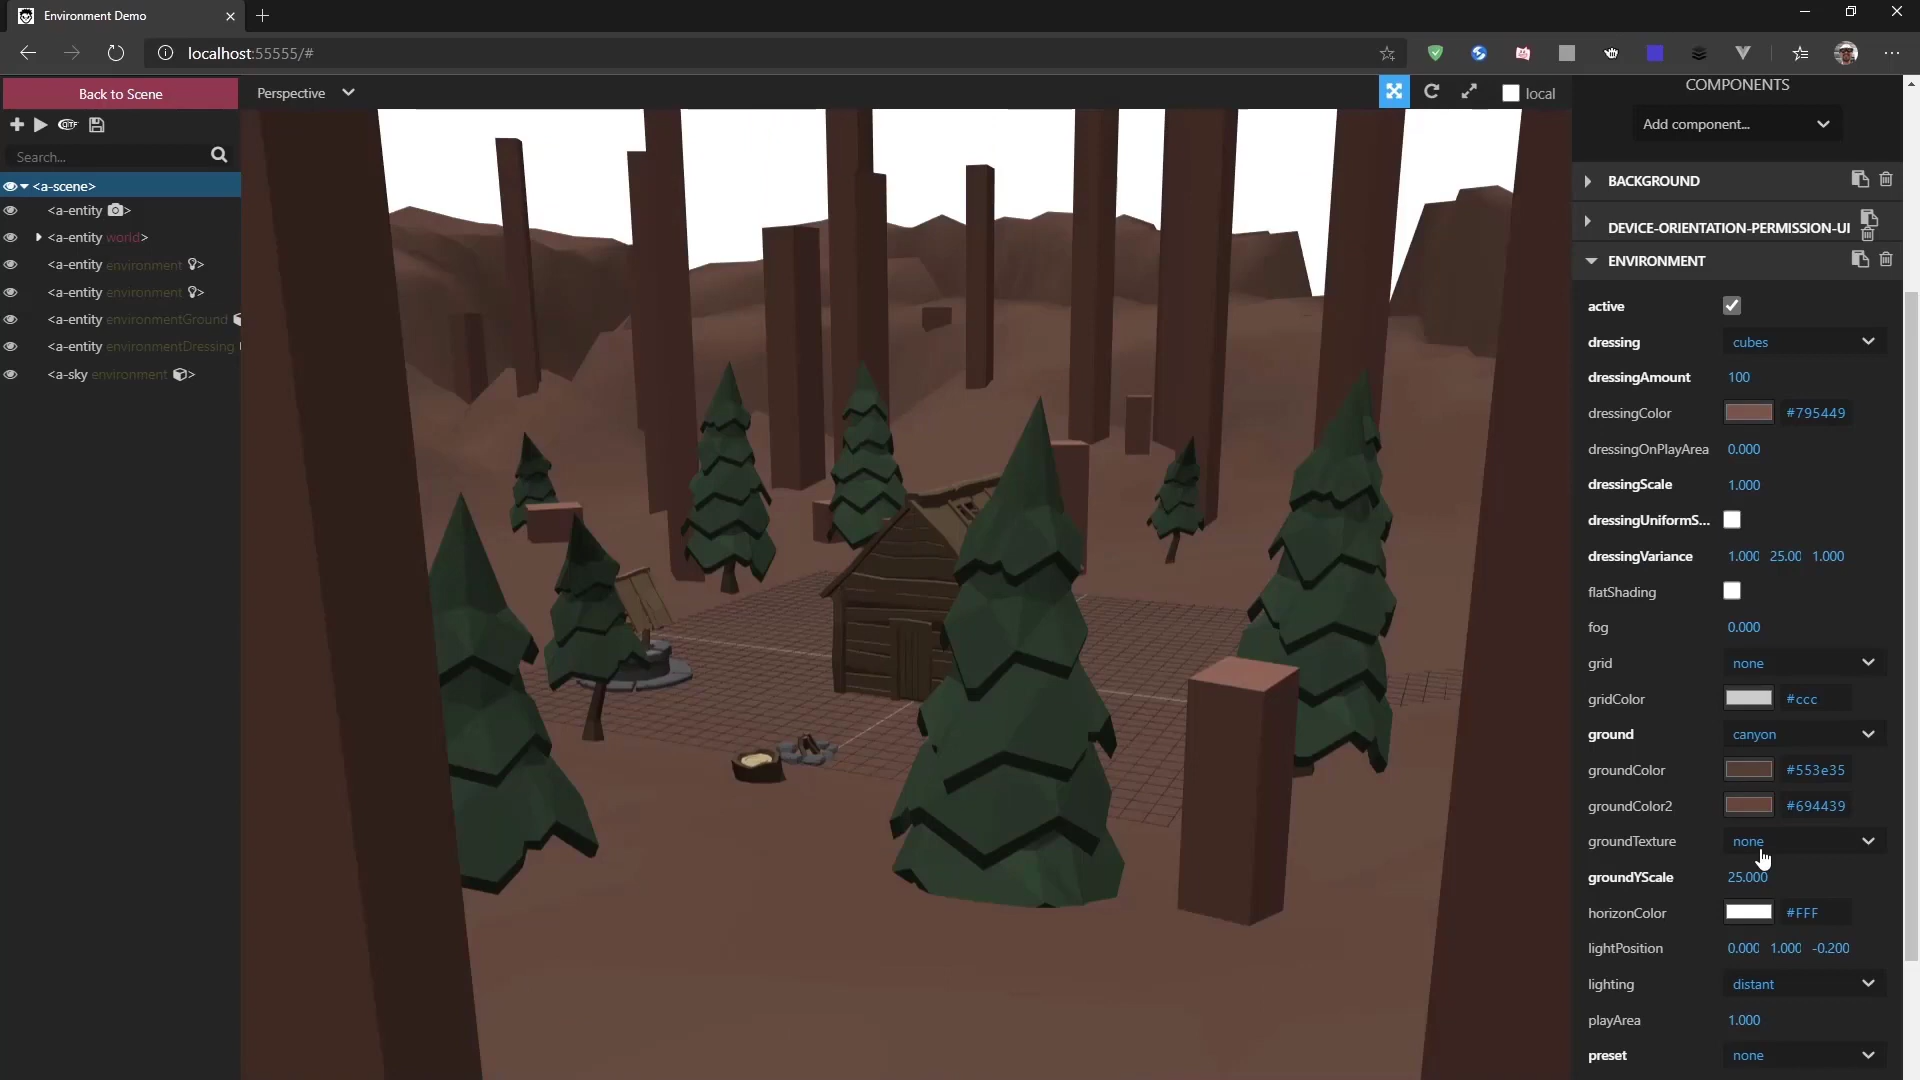 Environment Demo
localhost:55555/#
Back to Scene
Perspective
local
Search...
<a-scene>
<a-entity >
<a-entity world>
<a-entity environment >
<a-entity environment >
<a-entity environmentGround
<a-entity environmentDressing
<a-sky environment >
COMPONENTS
Add component...
BACKGROUND
DEVICE-ORIENTATION-PERMISSION-UI
ENVIRONMENT
active
dressing cubes
dressingAmount 100
dressingColor #795449
dressingOnPlayArea 0.000
dressingScale 1.000
dressingUniformS...
dressingVariance 1.000 25.00 1.000
flatShading
fog 0.000
grid none
gridColor #ccc
ground canyon
groundColor #553e35
groundColor2 #694439
groundTexture none
groundYScale 25.000
horizonColor #FFF
lightPosition 0.000 1.000 -0.200
lighting distant
playArea 1.000
preset none